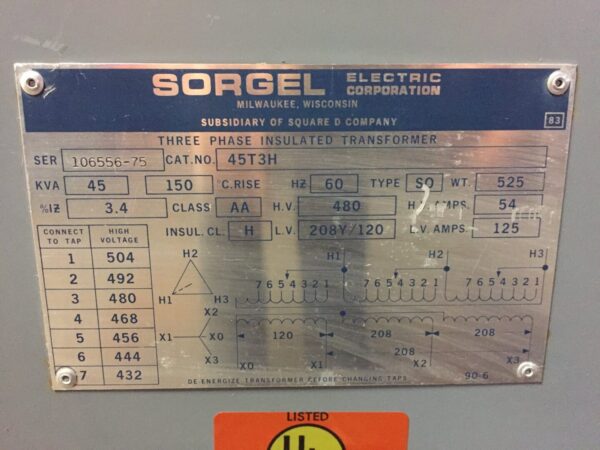 SORGEL ELECTRIC CORPORATION
MILWAUKEE, WISCONSIN
SUBSIDIARY OF SQUARE D COMPANY 83
THREE PHASE INSULATED TRANSFORMER
SER 106556-75 CAT.NO. 45T3H
KVA 45 150 °C.RISE HZ 60 TYPE SO WT. 525
%IZ 3.4 CLASS AA H.V. 480 H.V. AMPS. 54
INSUL. CL. H L.V. 208Y/120 L.V. AMPS. 125
CONNECT TO TAP HIGH VOLTAGE
1 504
2 492
3 480
4 468
5 456
6 444
7 432
H2
H1 H3
X2
X1 X0
X3
H1 H2 H3
7 6 5 4 3 2 1 7 6 5 4 3 2 1 7 6 5 4 3 2 1
120 208 208
208
X0 X1 X2 X3
DE-ENERGIZE TRANSFORMER BEFORE CHANGING TAPS 90-6
LISTED